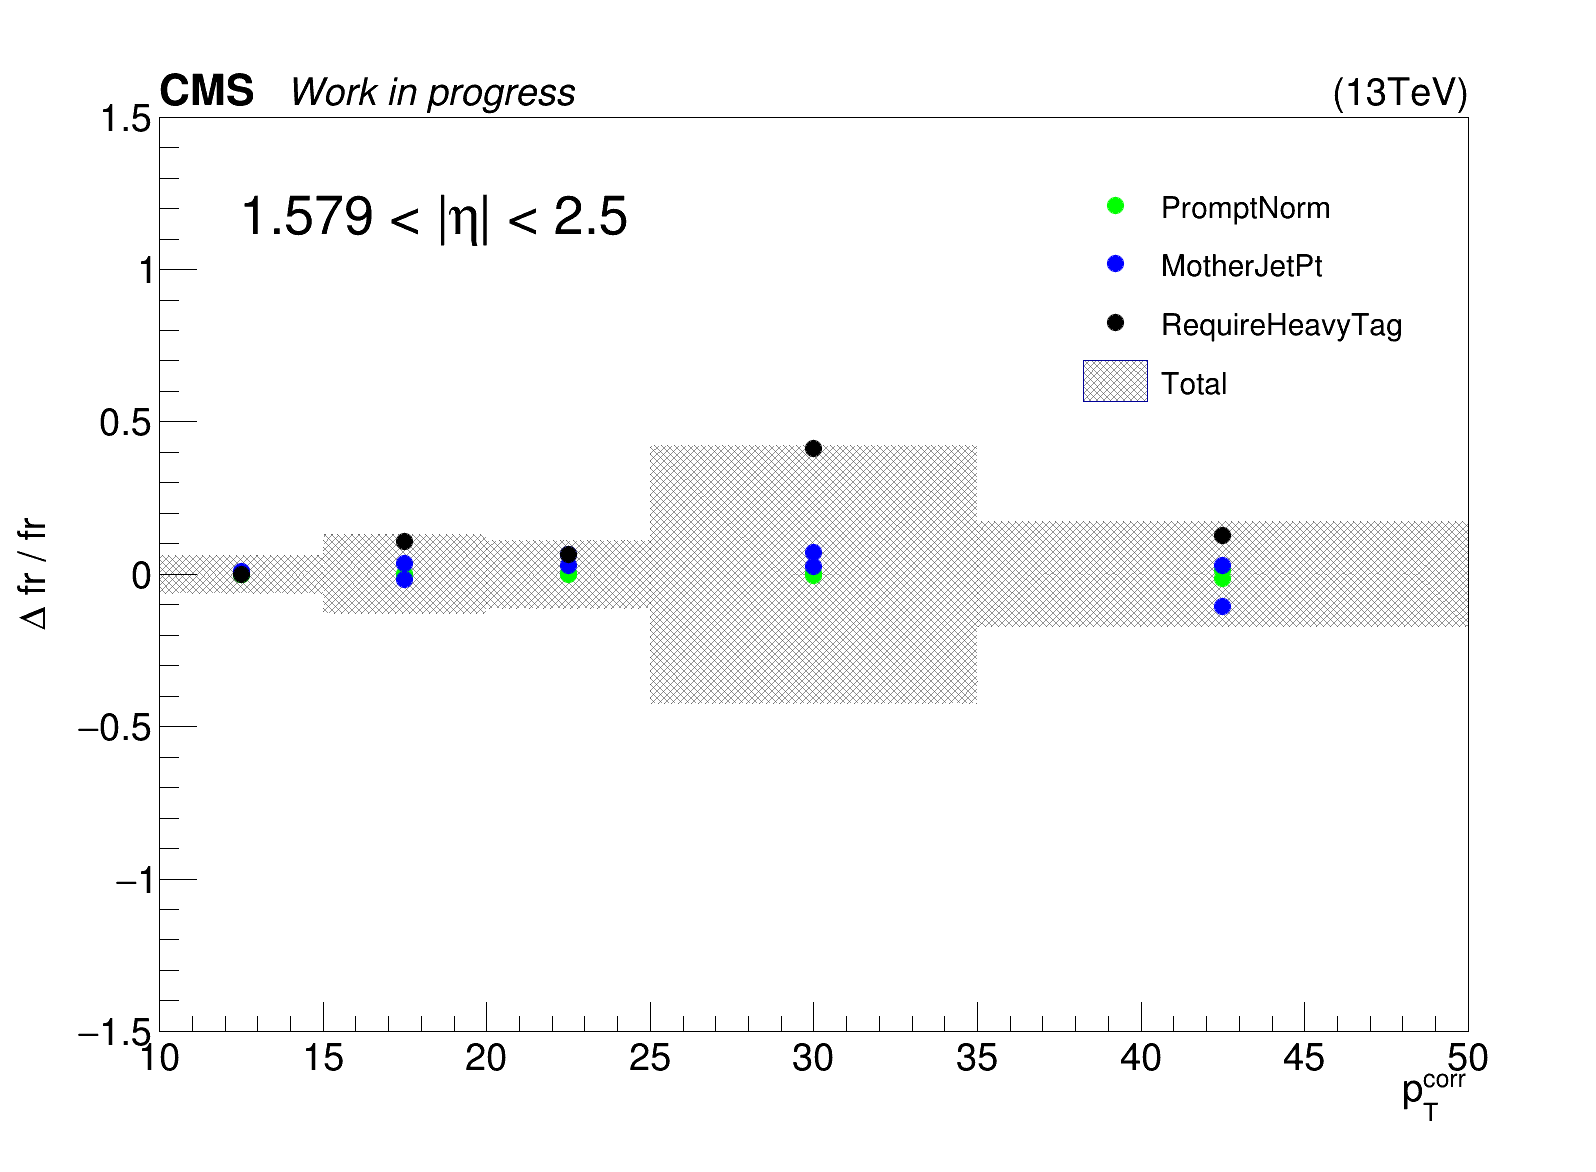 CMS Work in progress (13TeV)
1.579 < |η| < 2.5
PromptNorm
MotherJetPt
RequireHeavyTag
Total
Δ fr / fr
1.5
1
0.5
0
−0.5
−1
−1.5
10 15 20 25 30 35 40 45 50
p_T^corr